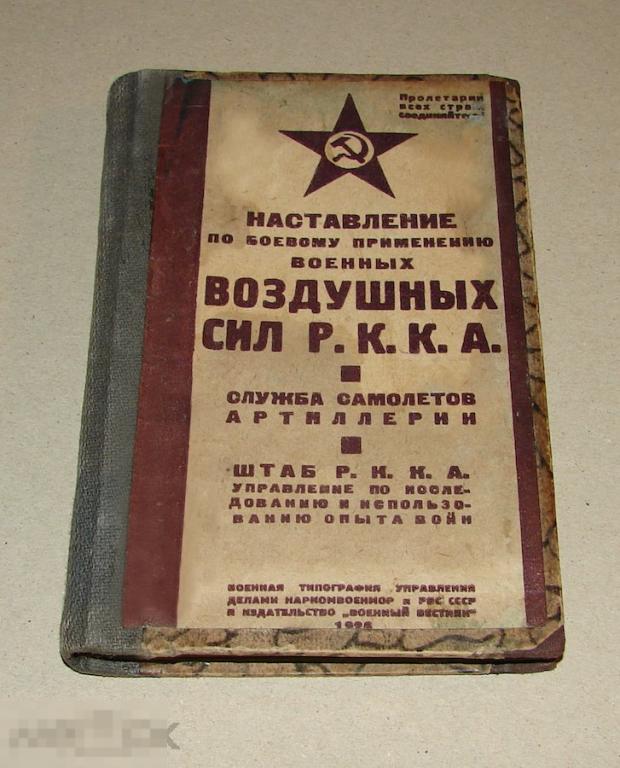 Пролетарии
всех стран
соединяйтесь!
НАСТАВЛЕНИЕ
ПО БОЕВОМУ ПРИМЕНЕНИЮ
ВОЕННЫХ
ВОЗДУШНЫХ
СИЛ Р. К. К. А.
СЛУЖБА САМОЛЕТОВ
АРТИЛЛЕРИИ
ШТАБ Р. К. К. А.
УПРАВЛЕНИЕ ПО ИССЛЕ-
ДОВАНИЮ И ИСПОЛЬЗО-
ВАНИЮ ОПЫТА ВОЙН
ВОЕННАЯ ТИПОГРАФИЯ УПРАВЛЕНИЯ
ДЕЛАМИ НАРКОМВОЕНМОР и РВС СССР
И ИЗДАТЕЛЬСТВО „ВОЕННЫЙ ВЕСТНИК"